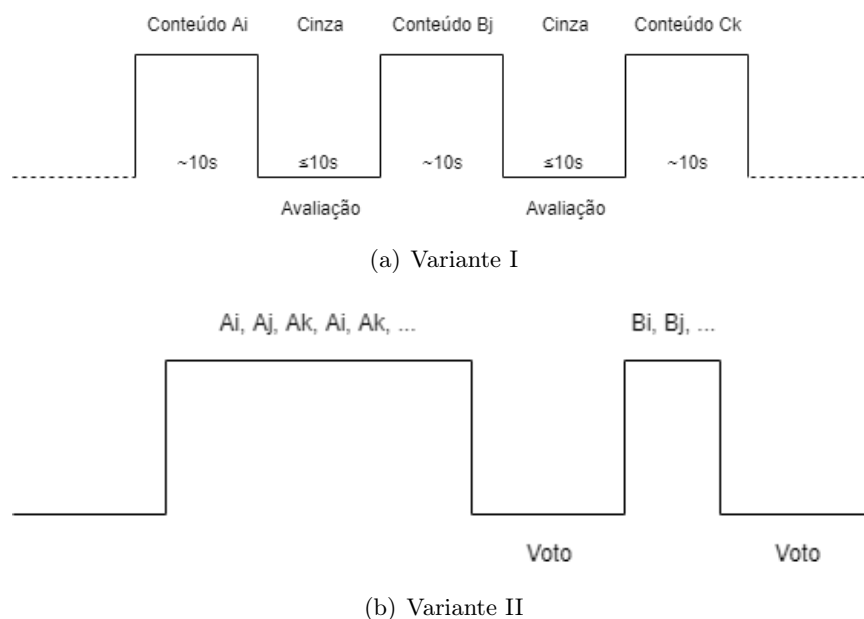 Conteúdo Ai Cinza Conteúdo Bj Cinza Conteúdo Ck
~10s ≤10s ~10s ≤10s ~10s
Avaliação Avaliação
(a) Variante I
Ai, Aj, Ak, Ai, Ak, ... Bi, Bj, ...
Voto Voto
(b) Variante II